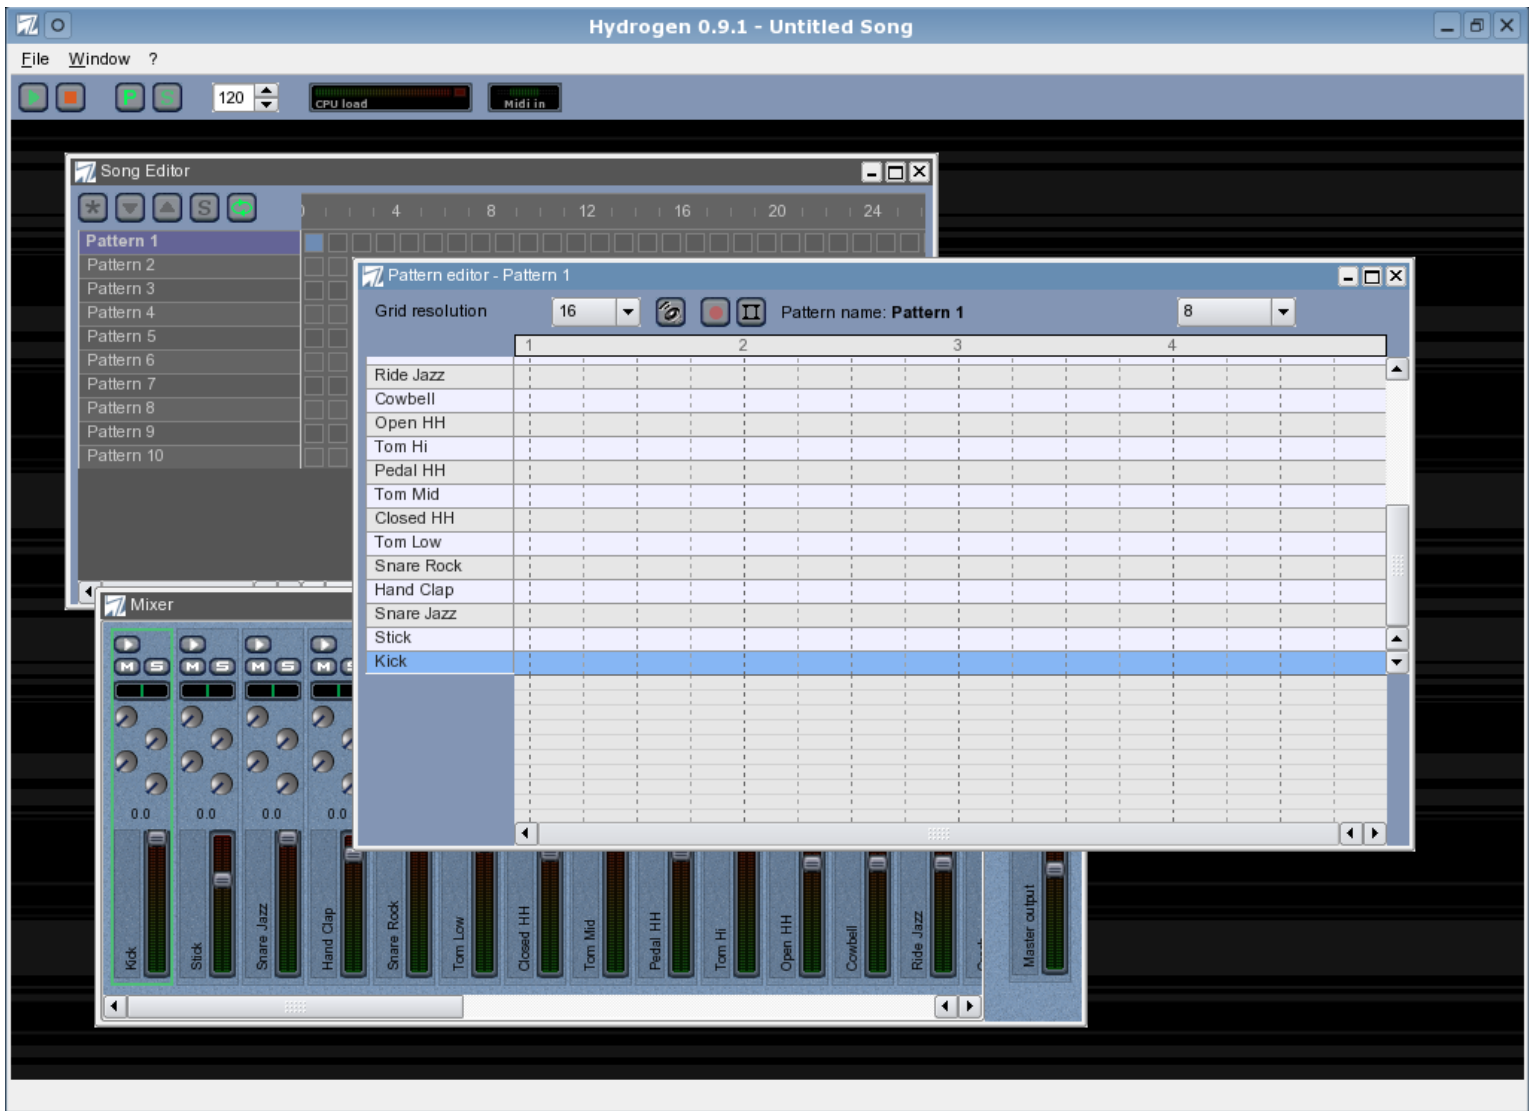 Hydrogen 0.9.1 - Untitled Song
File Window ?
P S 120 CPU load Midi in
Song Editor
S 4 8 12 16 20 24
Pattern 1
Pattern 2
Pattern 3
Pattern 4
Pattern 5
Pattern 6
Pattern 7
Pattern 8
Pattern 9
Pattern 10
Pattern editor - Pattern 1
Grid resolution 16 Pattern name: Pattern 1 8
1 2 3 4
Ride Jazz
Cowbell
Open HH
Tom Hi
Pedal HH
Tom Mid
Closed HH
Tom Low
Snare Rock
Hand Clap
Snare Jazz
Stick
Kick
Mixer
M S M S M S M
0.0 0.0 0.0 0.0
Kick Stick Snare Jazz Hand Clap Snare Rock Tom Low Closed HH Tom Mid Pedal HH Tom Hi Open HH Cowbell Ride Jazz Master output